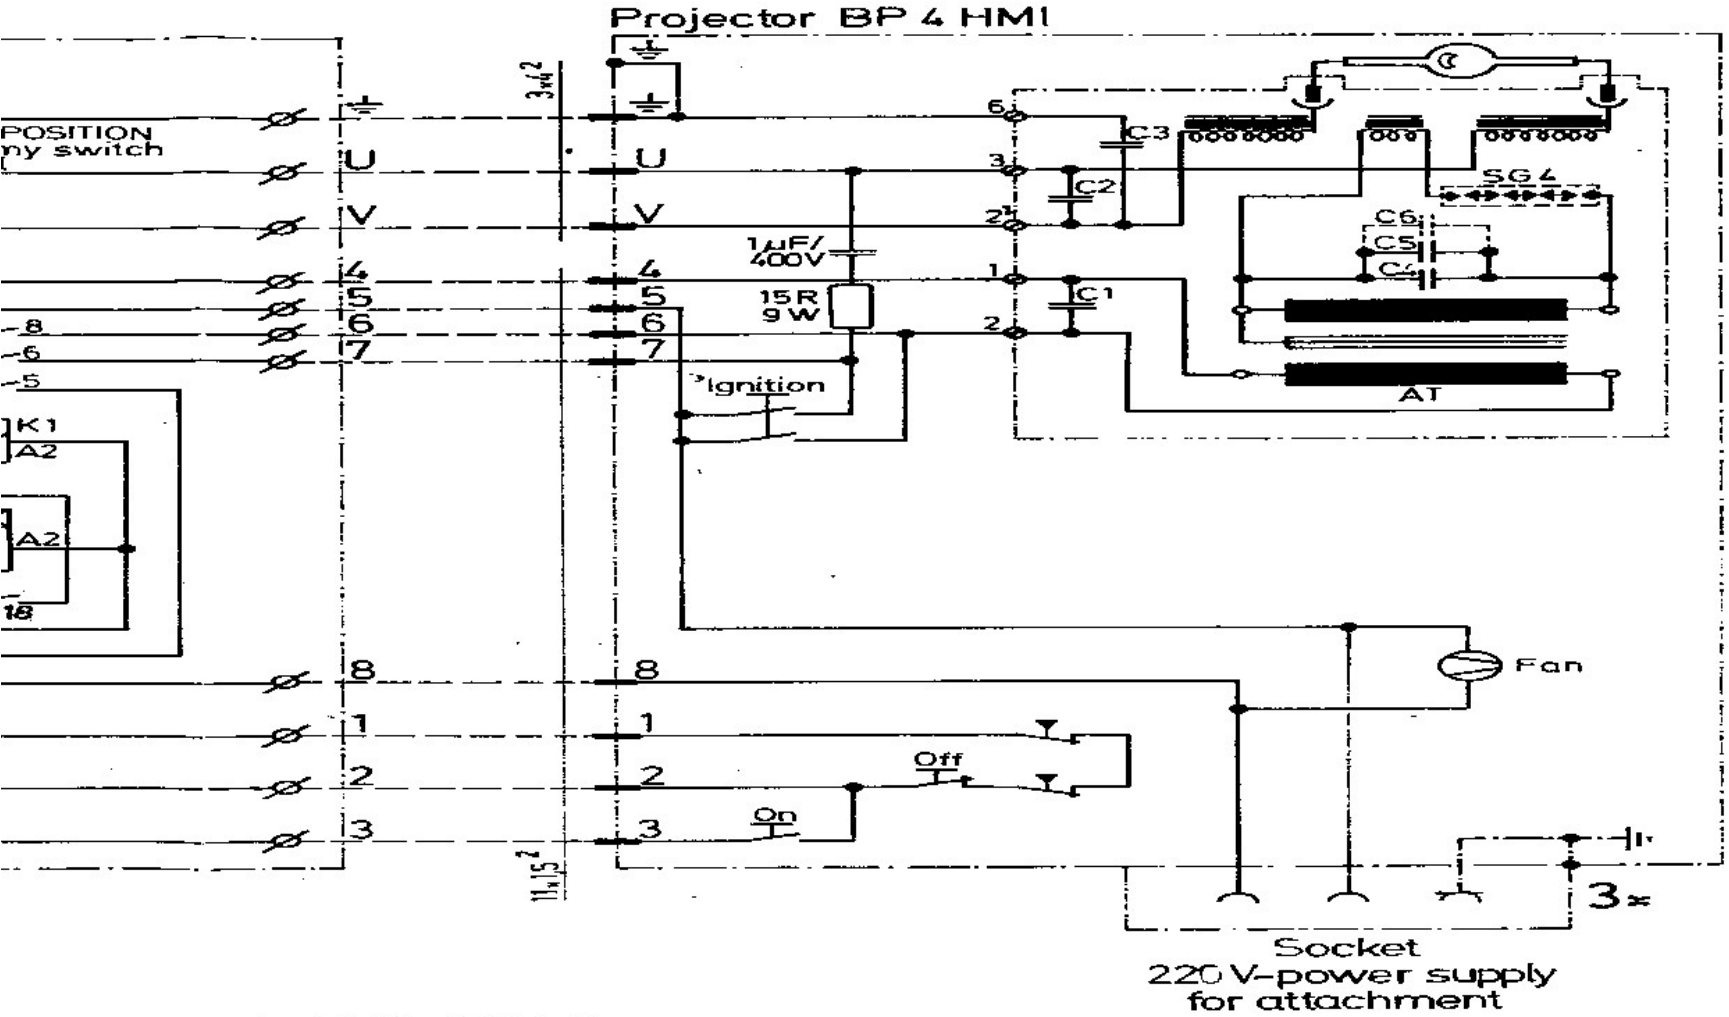 Projector BP 4 HMI
3x4²
POSITION
ny switch
U
U
V
V
4
4
5
5
6
6
7
7
8
6
5
K1
A2
A2
18
6
3
2'
1
2
C3
C2
C1
1µF/
400V
15R
9W
Ignition
SG4
C6
C5
C4
AT
Fan
8
8
1
1
2
2
3
3
Off
On
11x1,5²
3x
Socket
220V-power supply
for attachment